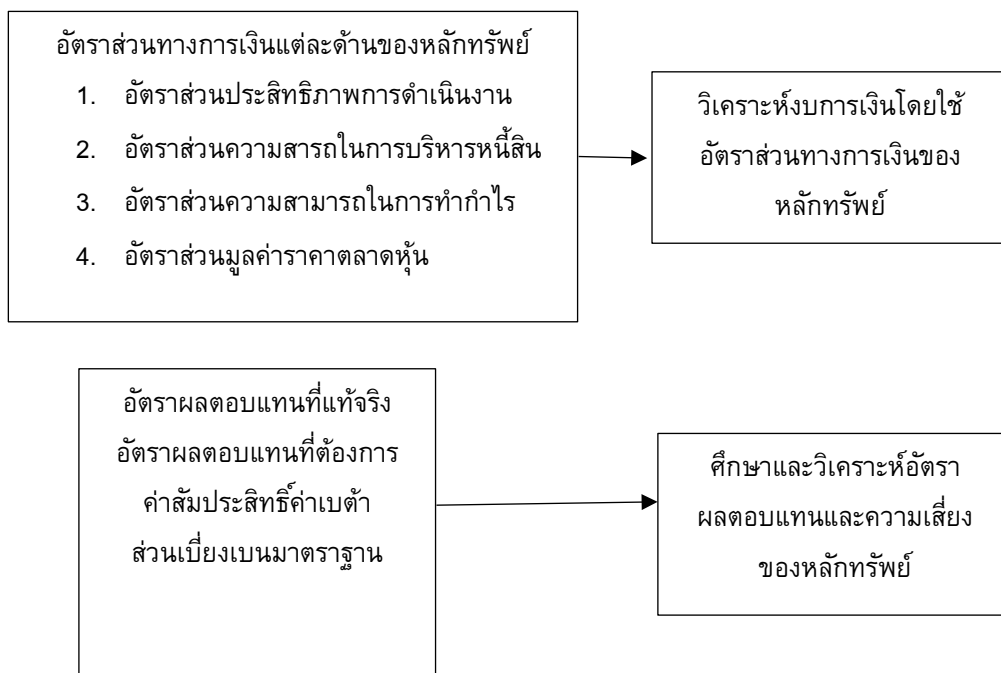 อัตราส่วนทางการเงินแต่ละด้านของหลักทรัพย์
1. อัตราส่วนประสิทธิภาพการดำเนินงาน
2. อัตราส่วนความสารถในการบริหารหนี้สิน
3. อัตราส่วนความสามารถในการทำกำไร
4. อัตราส่วนมูลค่าราคาตลาดหุ้น
วิเคราะห์งบการเงินโดยใช้
อัตราส่วนทางการเงินของ
หลักทรัพย์
อัตราผลตอบแทนที่แท้จริง
อัตราผลตอบแทนที่ต้องการ
ค่าสัมประสิทธิ์ค่าเบต้า
ส่วนเบี่ยงเบนมาตราฐาน
ศึกษาและวิเคราะห์อัตรา
ผลตอบแทนและความเสี่ยง
ของหลักทรัพย์